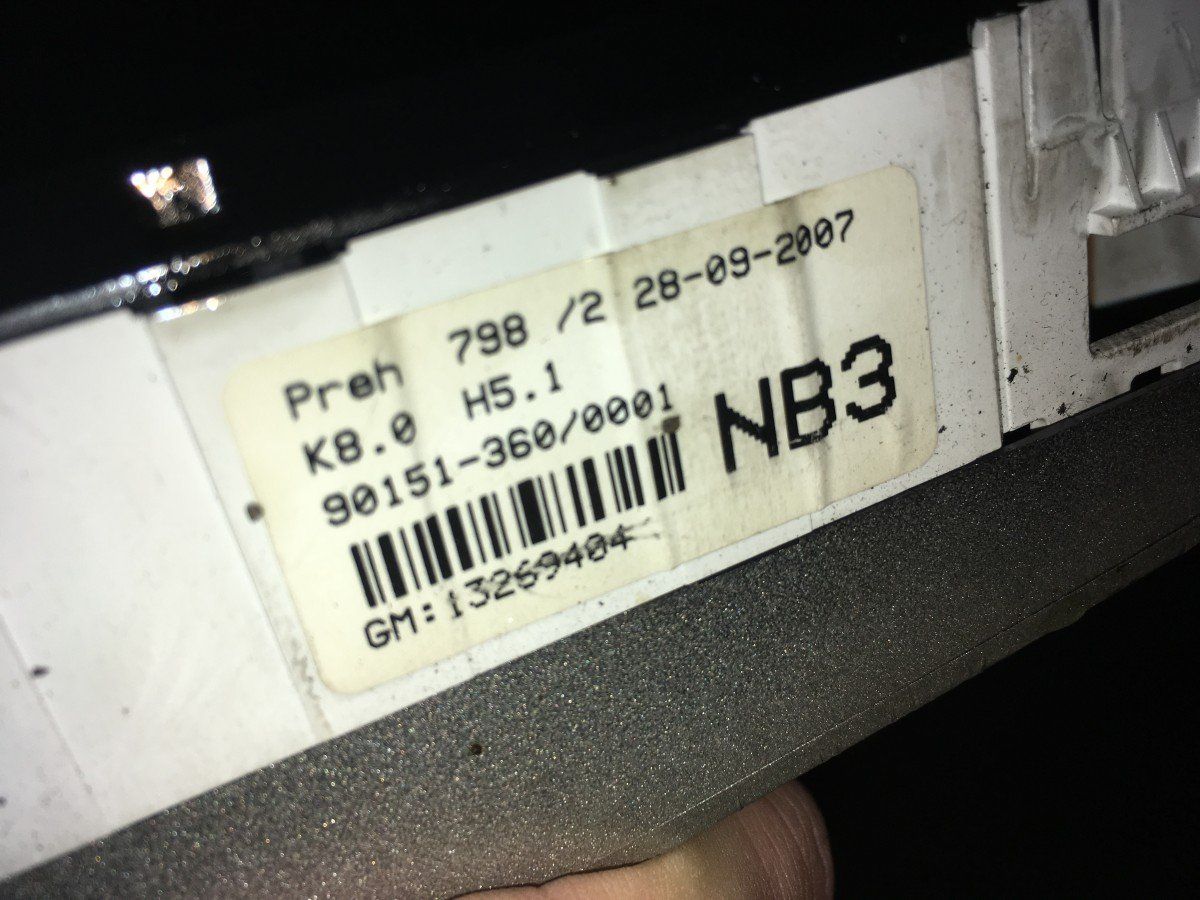 Preh 798 /2 28-09-2007
K8.0 H5.1
90151-360/0001
NB3
GM:13269404